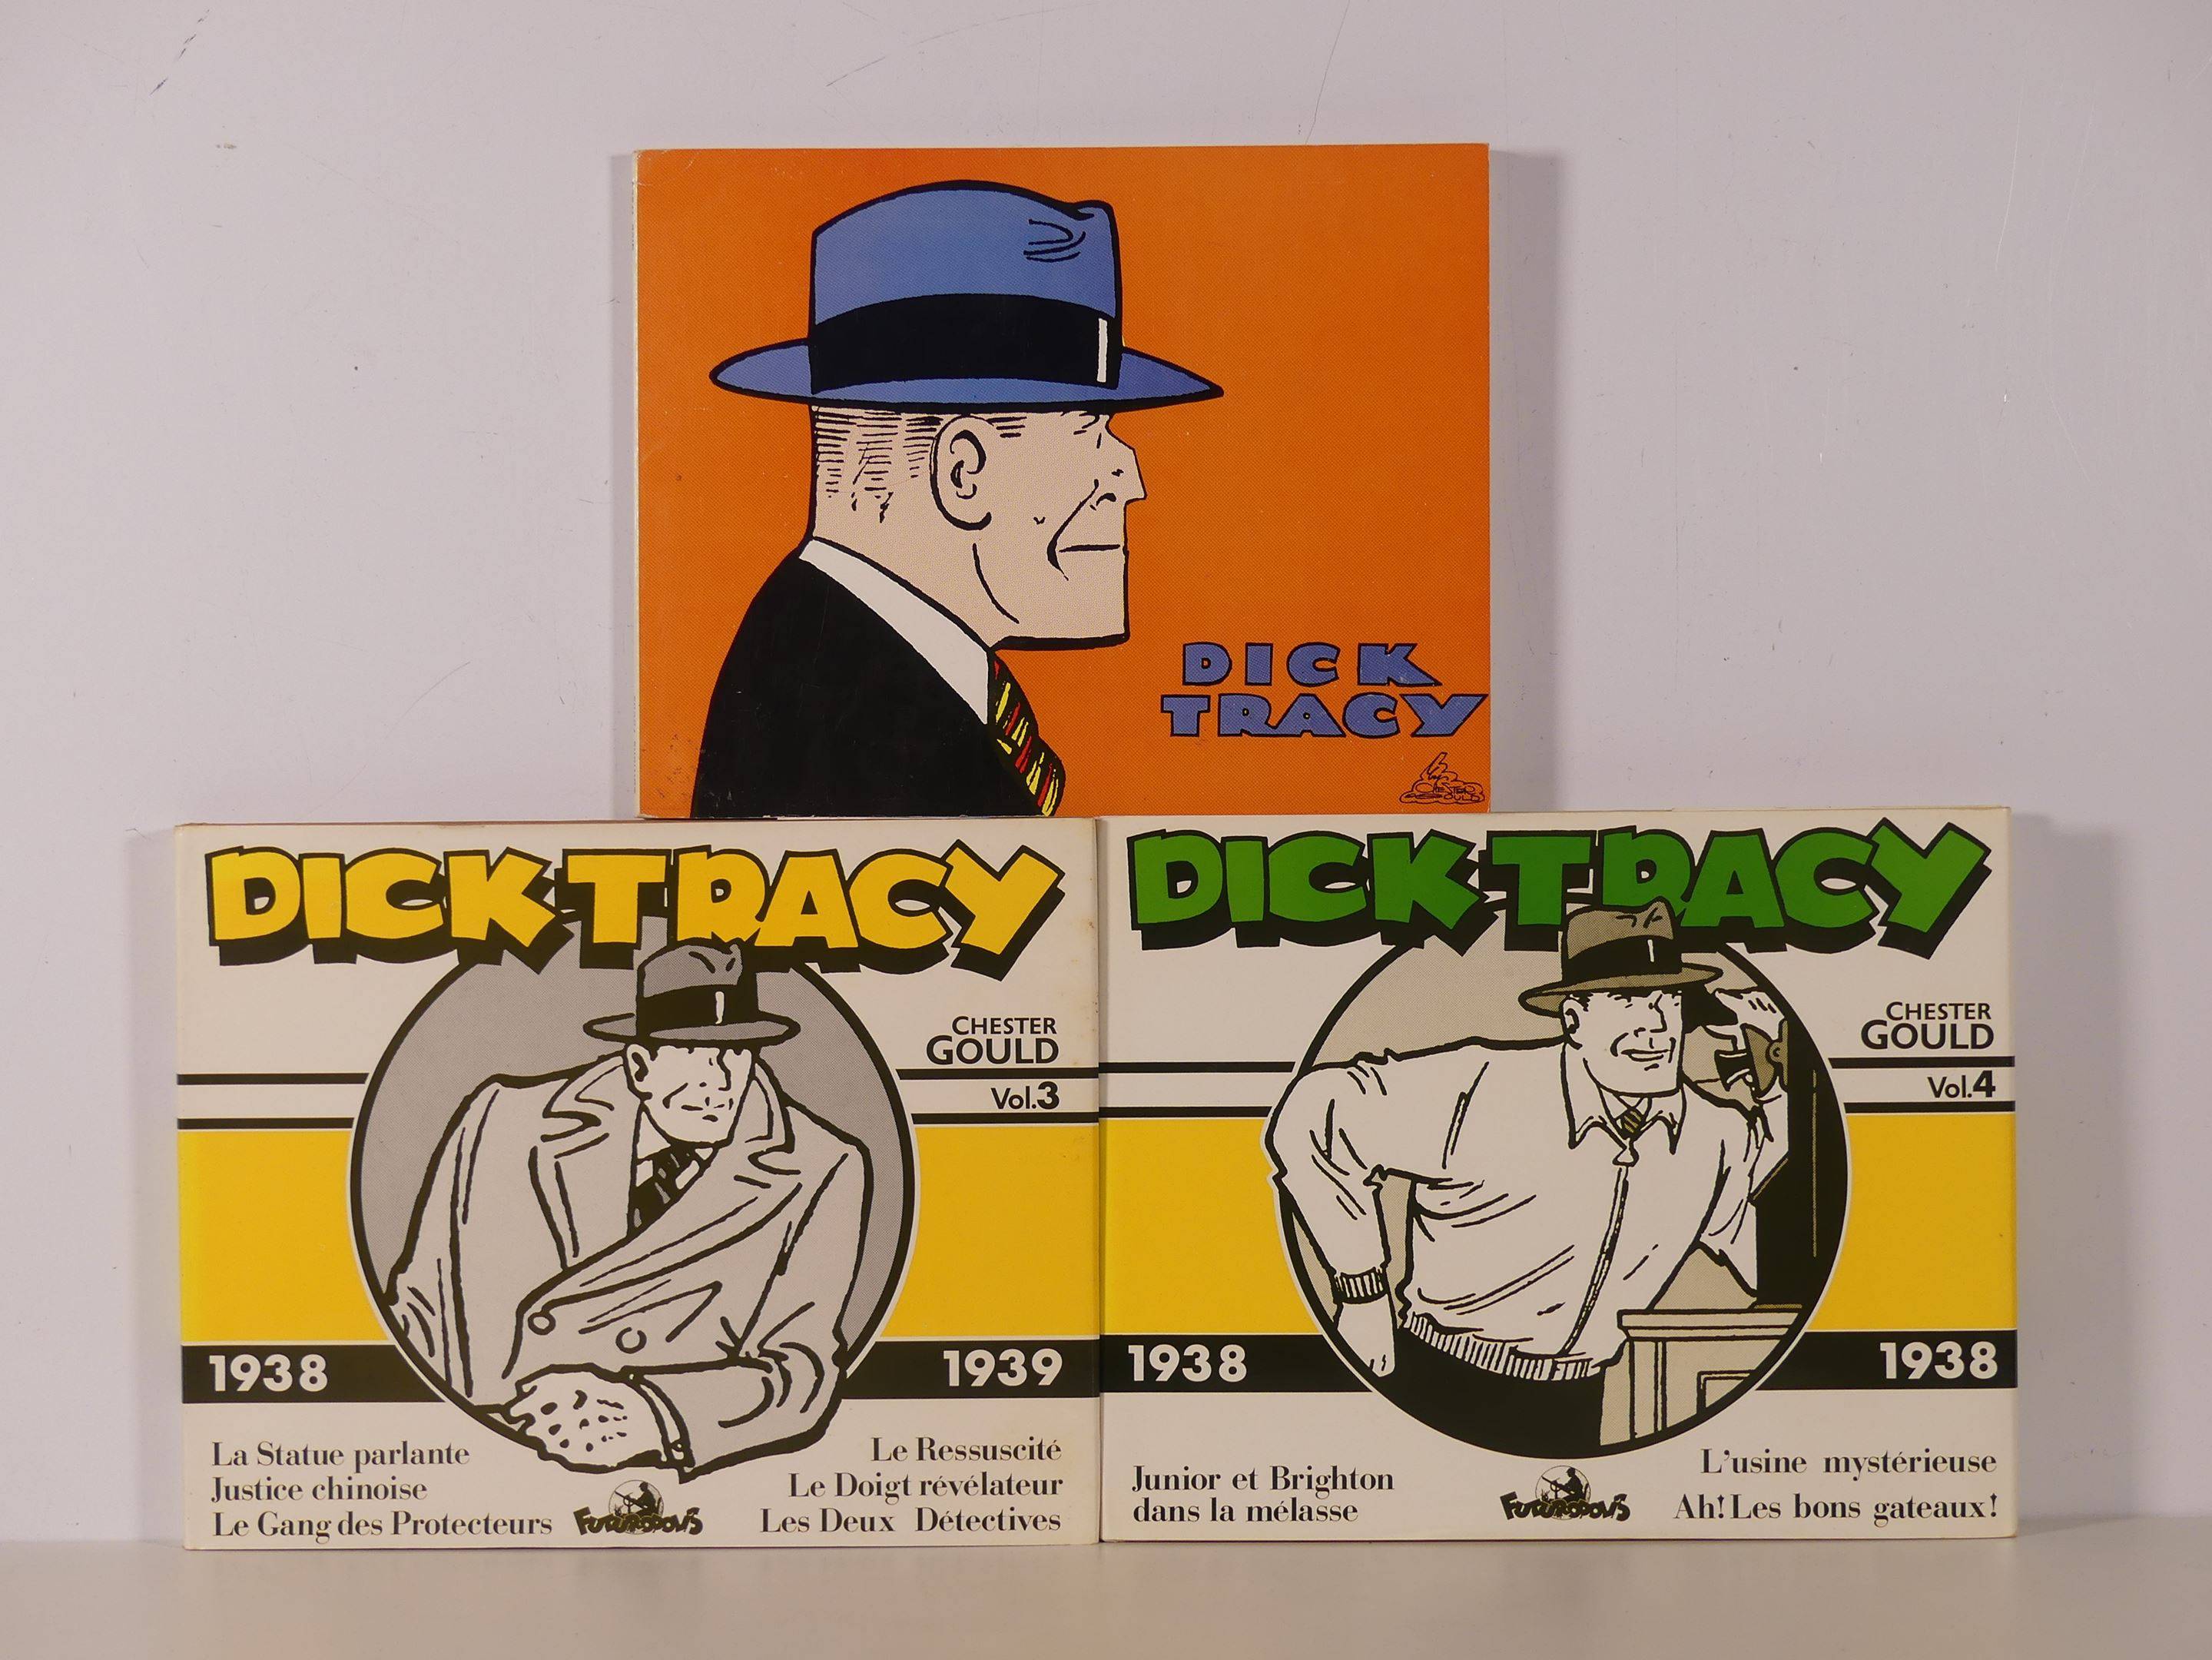 DICK
TRACY
CHESTER
GOULD
DICK TRACY
CHESTER
GOULD
Vol.3
1938
1939
La Statue parlante
Justice chinoise
Le Gang des Protecteurs
FUTUROPOLIS
Le Ressuscité
Le Doigt révélateur
Les Deux Détectives
DICK TRACY
CHESTER
GOULD
Vol.4
1938
1938
Junior et Brighton
dans la mélasse
FUTUROPOLIS
L'usine mystérieuse
Ah! Les bons gateaux!